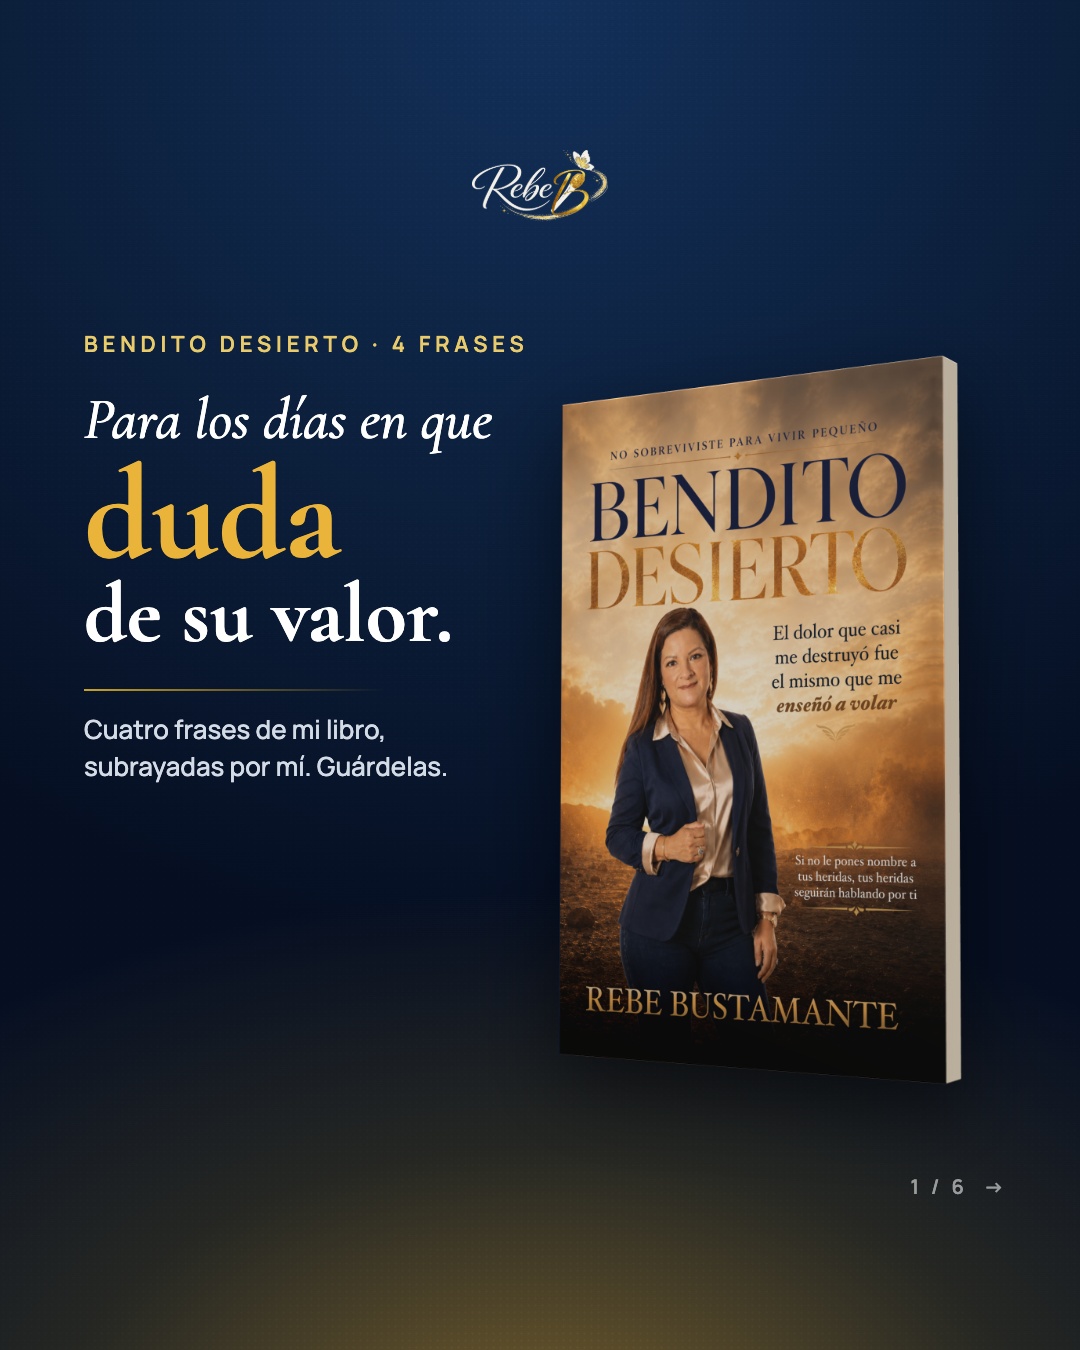 Rebe B
BENDITO DESIERTO · 4 FRASES
Para los días en que
duda
de su valor.
Cuatro frases de mi libro,
subrayadas por mí. Guárdelas.
NO SOBREVIVISTE PARA VIVIR PEQUEÑO
BENDITO
DESIERTO
El dolor que casi
me destruyó fue
el mismo que me
enseñó a volar
Si no le pones nombre a
tus heridas, tus heridas
seguirán hablando por ti
REBE BUSTAMANTE
1 / 6 →